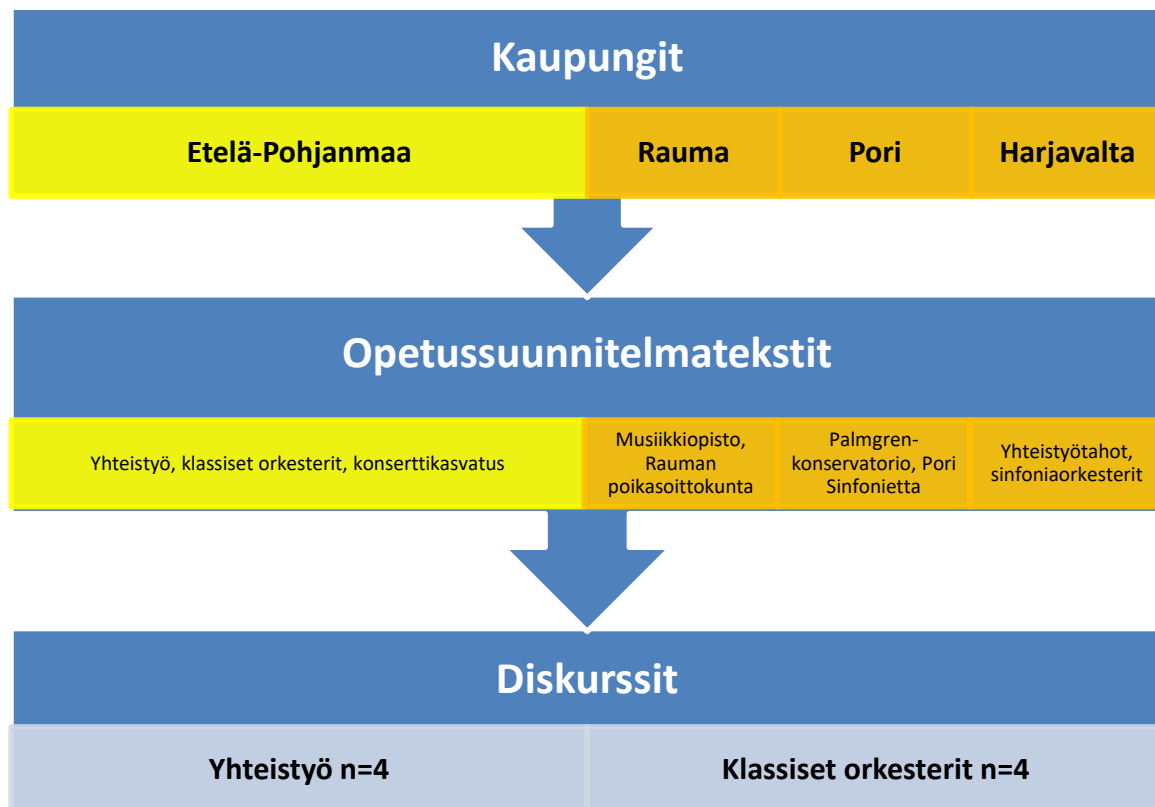 Kaupungit
Etelä-Pohjanmaa
Rauma
Pori
Harjavalta
Opetussuunnitelmatekstit
Yhteistyö, klassiset orkesterit, konserttikasvatus
Musiikkiopisto,
Rauman
poikasoittokunta
Palmgren-
konservatorio, Pori
Sinfonietta
Yhteistyötahot,
sinfoniaorkesterit
Diskurssit
Yhteistyö n=4
Klassiset orkesterit n=4